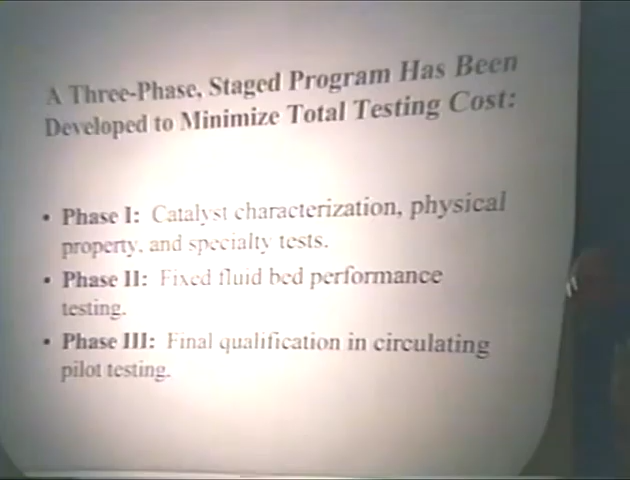 A Three-Phase, Staged Program Has Been
Developed to Minimize Total Testing Cost:
• Phase I: Catalyst characterization, physical
property, and specialty tests.
• Phase II: Fixed fluid bed performance
testing.
• Phase III: Final qualification in circulating
pilot testing.